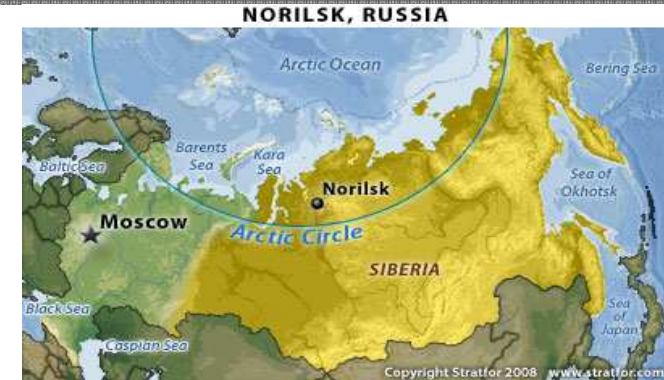 NORILSK, RUSSIA
Arctic Ocean
Bering Sea
Barents
Sea
Kara
Sea
Baltic Sea
Norilsk
Sea of
Okhotsk
Moscow
Arctic Circle
SIBERIA
Black Sea
Caspian Sea
Sea
of
Japan
Copyright Stratfor 2008 www.stratfor.com